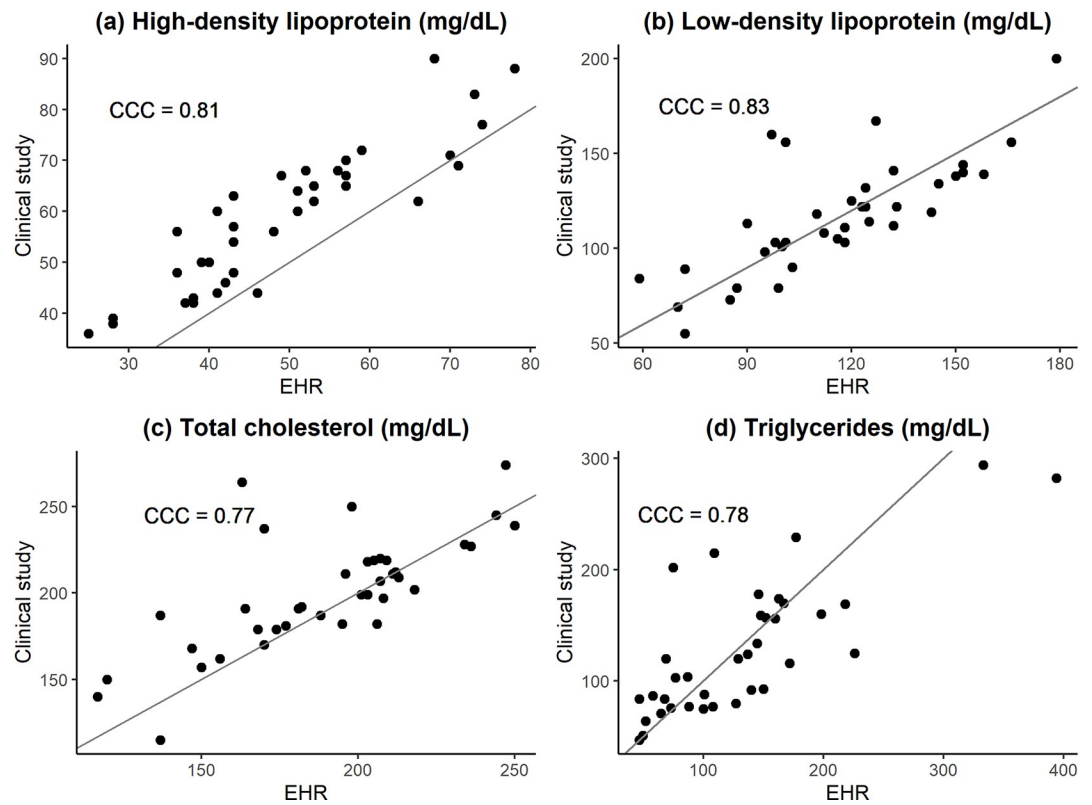 (a) High-density lipoprotein (mg/dL)
CCC = 0.81
Clinical study
90
80
70
60
50
40
30 40 50 60 70 80
EHR
(b) Low-density lipoprotein (mg/dL)
CCC = 0.83
Clinical study
200
150
100
50
60 90 120 150 180
EHR
(c) Total cholesterol (mg/dL)
CCC = 0.77
Clinical study
250
200
150
150 200 250
EHR
(d) Triglycerides (mg/dL)
CCC = 0.78
Clinical study
300
200
100
100 200 300 400
EHR